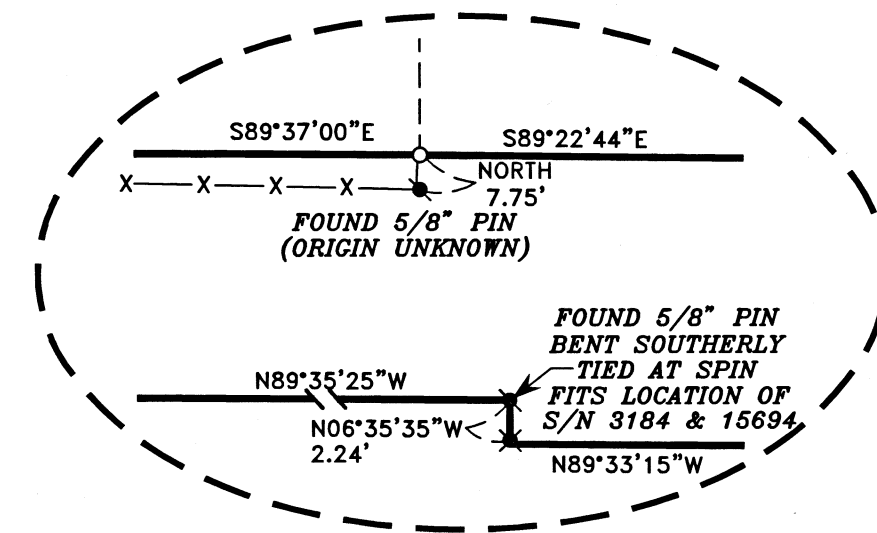 S89°37'00"E
S89°22'44"E
X X X X
NORTH
7.75'
FOUND 5/8" PIN
(ORIGIN UNKNOWN)
FOUND 5/8" PIN
BENT SOUTHERLY
TIED AT SPIN
FITS LOCATION OF
S/N 3184 & 15694
N89°35'25"W
N06°35'35"W
2.24'
N89°33'15"W